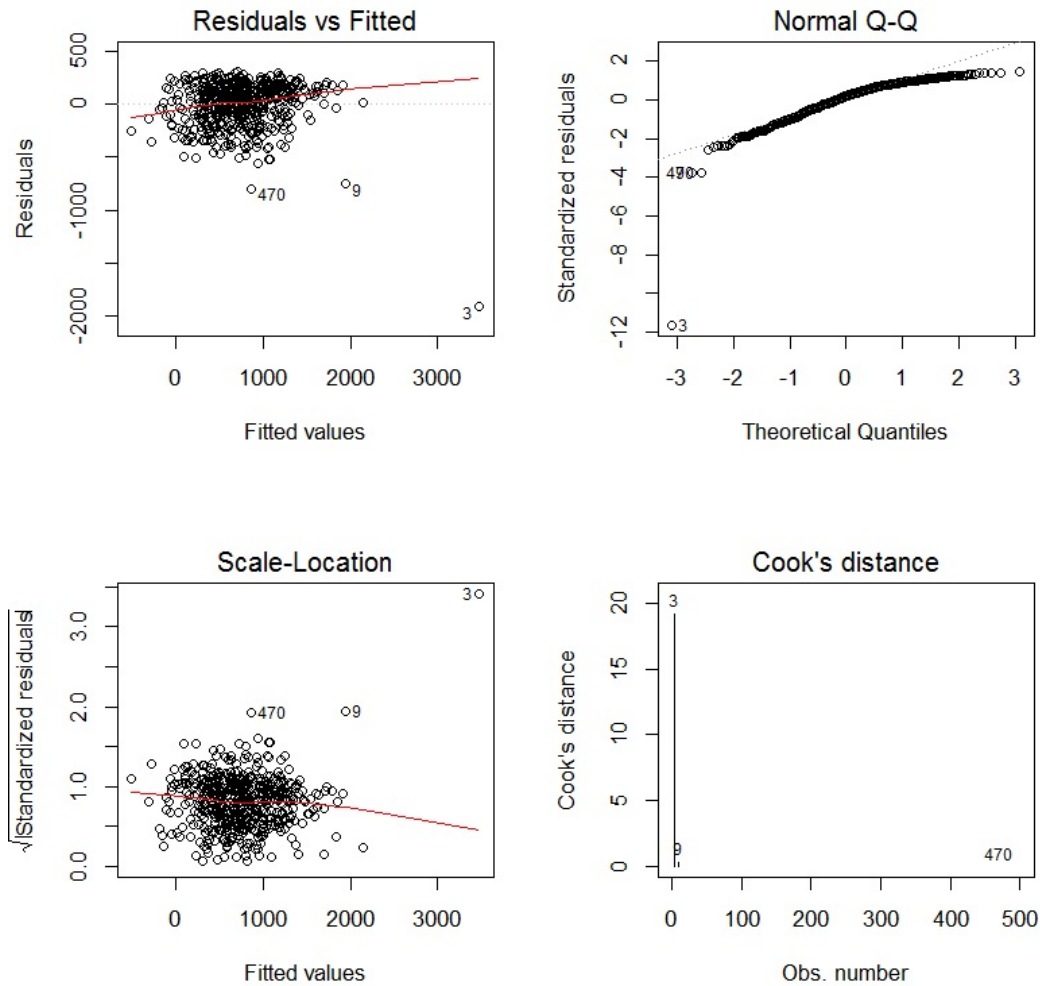 Residuals vs Fitted
500
0
-1000
-2000
Residuals
470
9
3
0 1000 2000 3000
Fitted values
Normal Q-Q
2
0
-2
-4
-6
-8
-12
Standardized residuals
3
-3 -2 -1 0 1 2 3
Theoretical Quantiles
Scale-Location
3.0
2.0
1.0
0.0
√|Standardized residuals|
3
470
9
0 1000 2000 3000
Fitted values
Cook's distance
20
15
10
5
0
Cook's distance
3
9
470
0 100 200 300 400 500
Obs. number